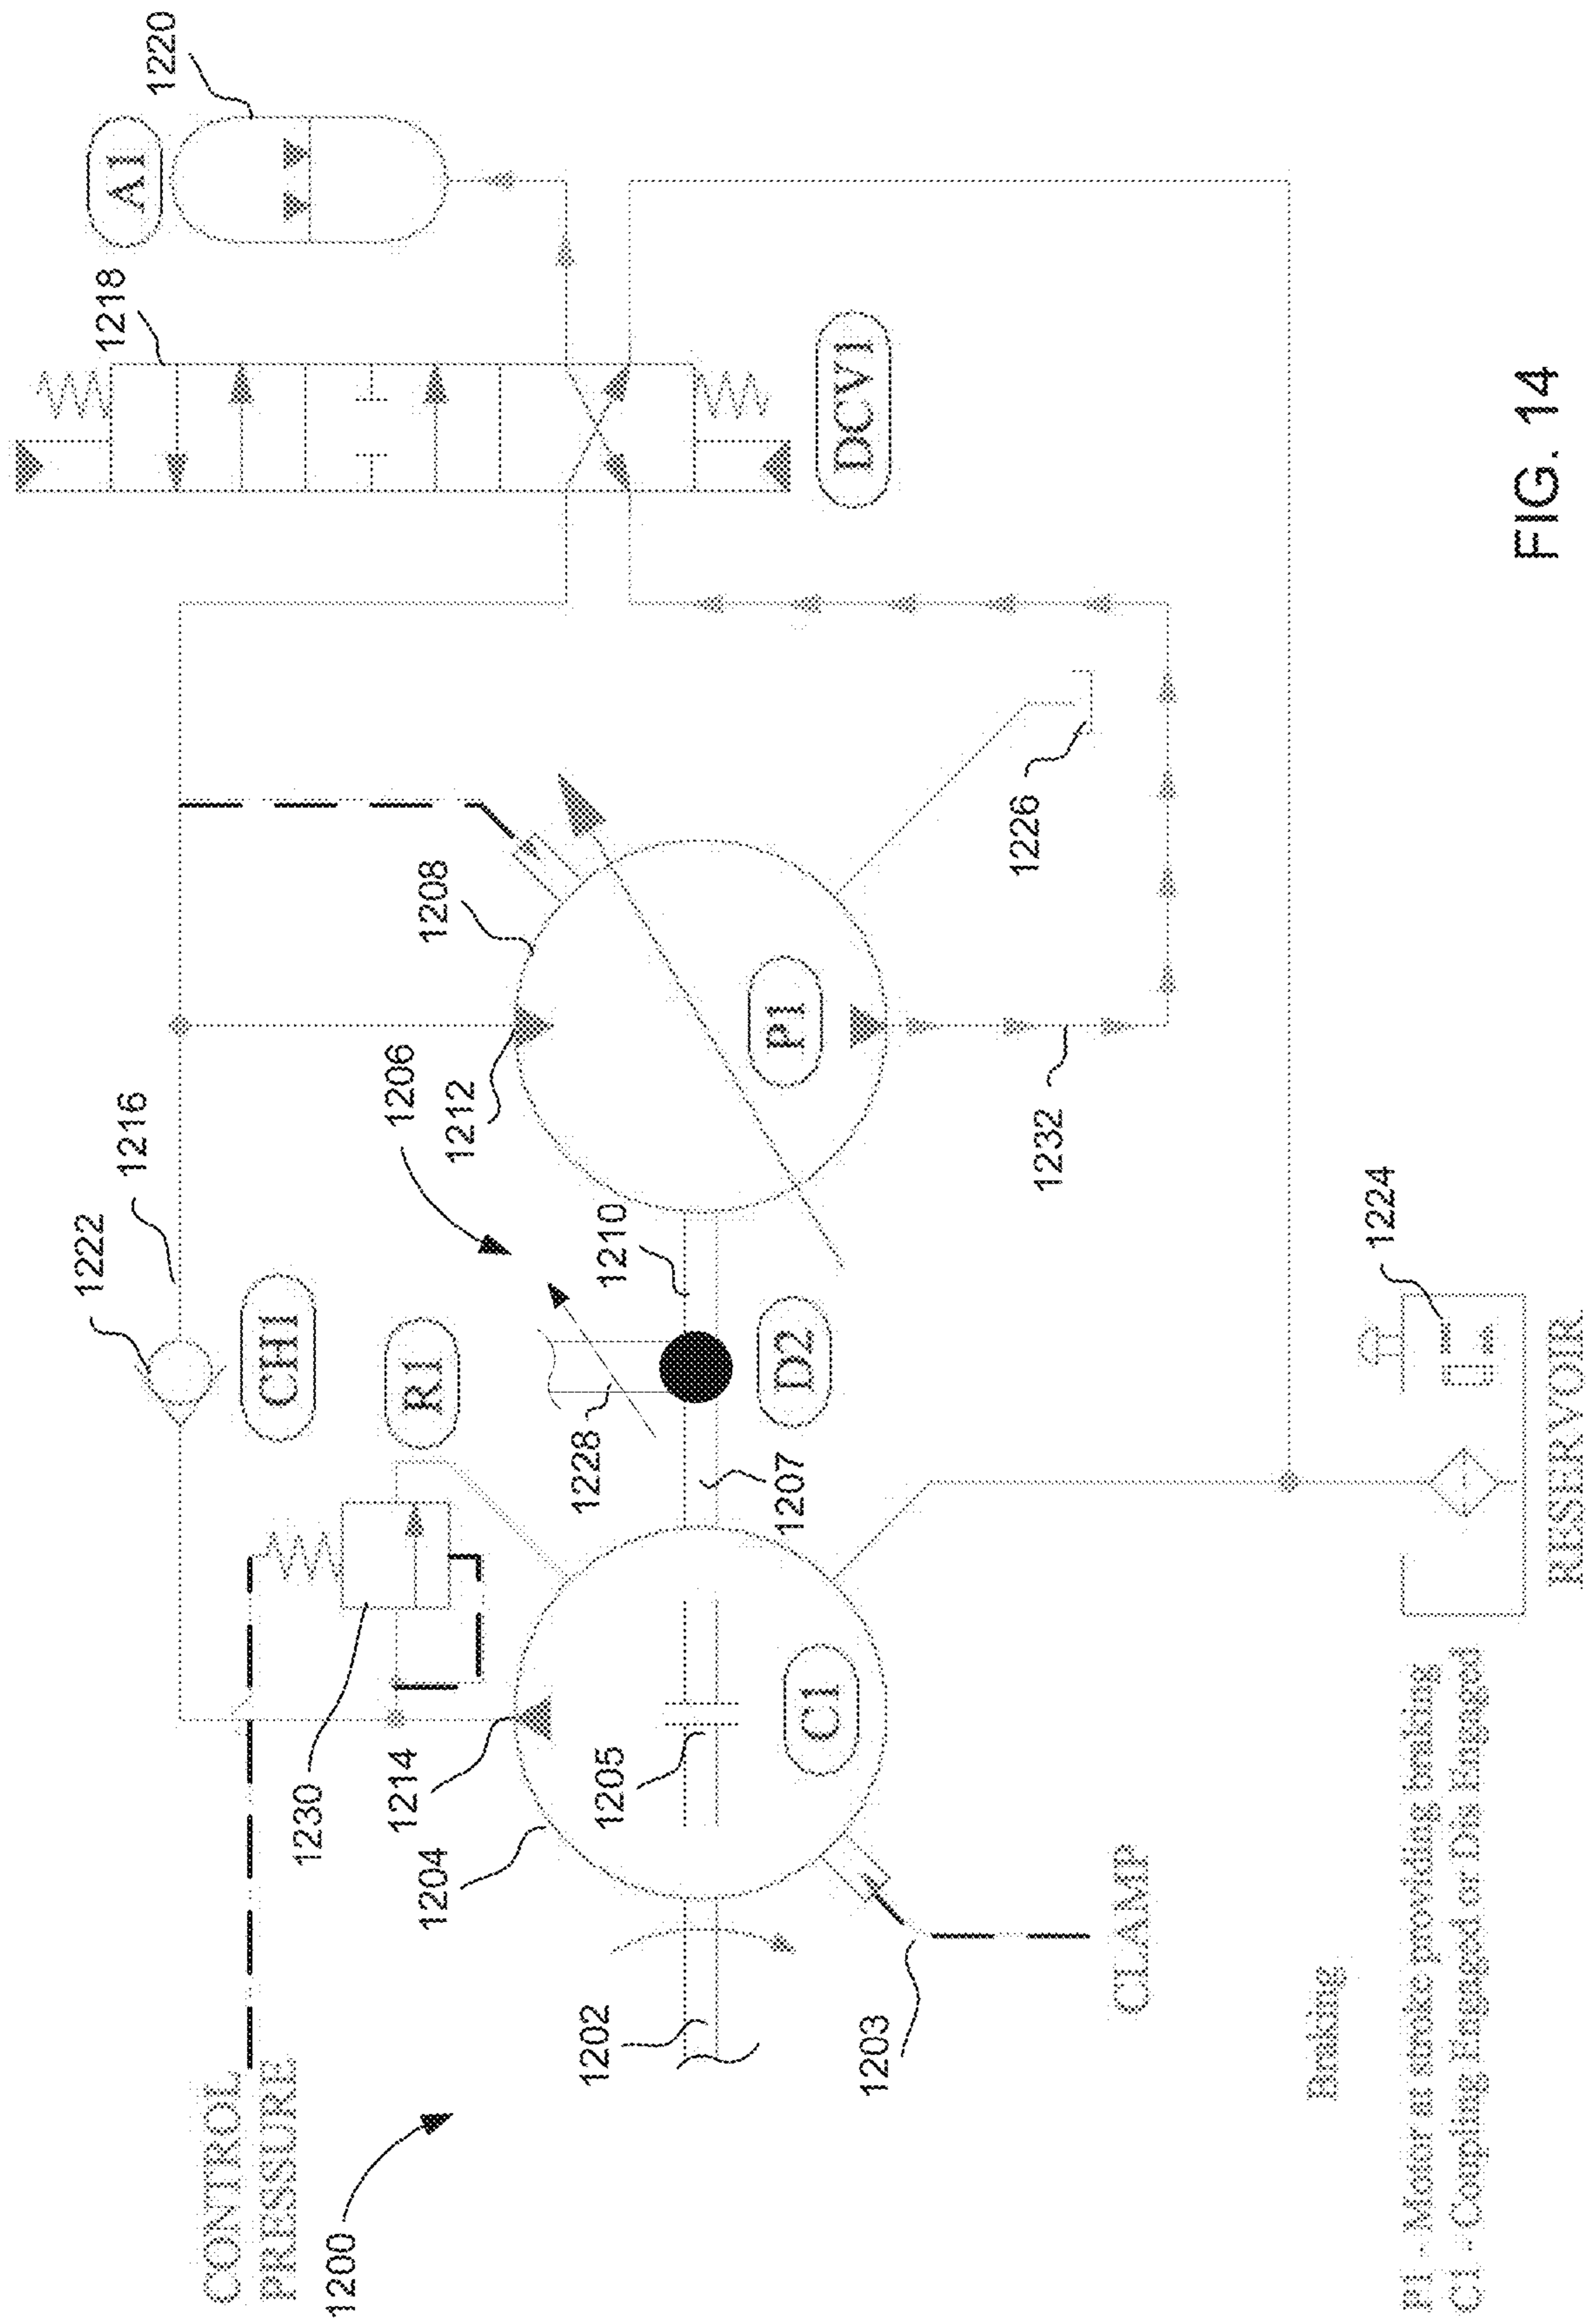 CONTROL
PRESSURE
1200
1222
1216
CH1
R1
1230
1214
1204
1205
C1
1202
1203
CLAMP
1206
1212
1208
1228
1210
D2
1207
P1
1232
1226
1218
DCV1
A1
1220
1224
RESERVOIR
Braking
P1 - Motor at stroke providing braking
C1 - Coupling Engaged or Dis Engaged
FIG. 14